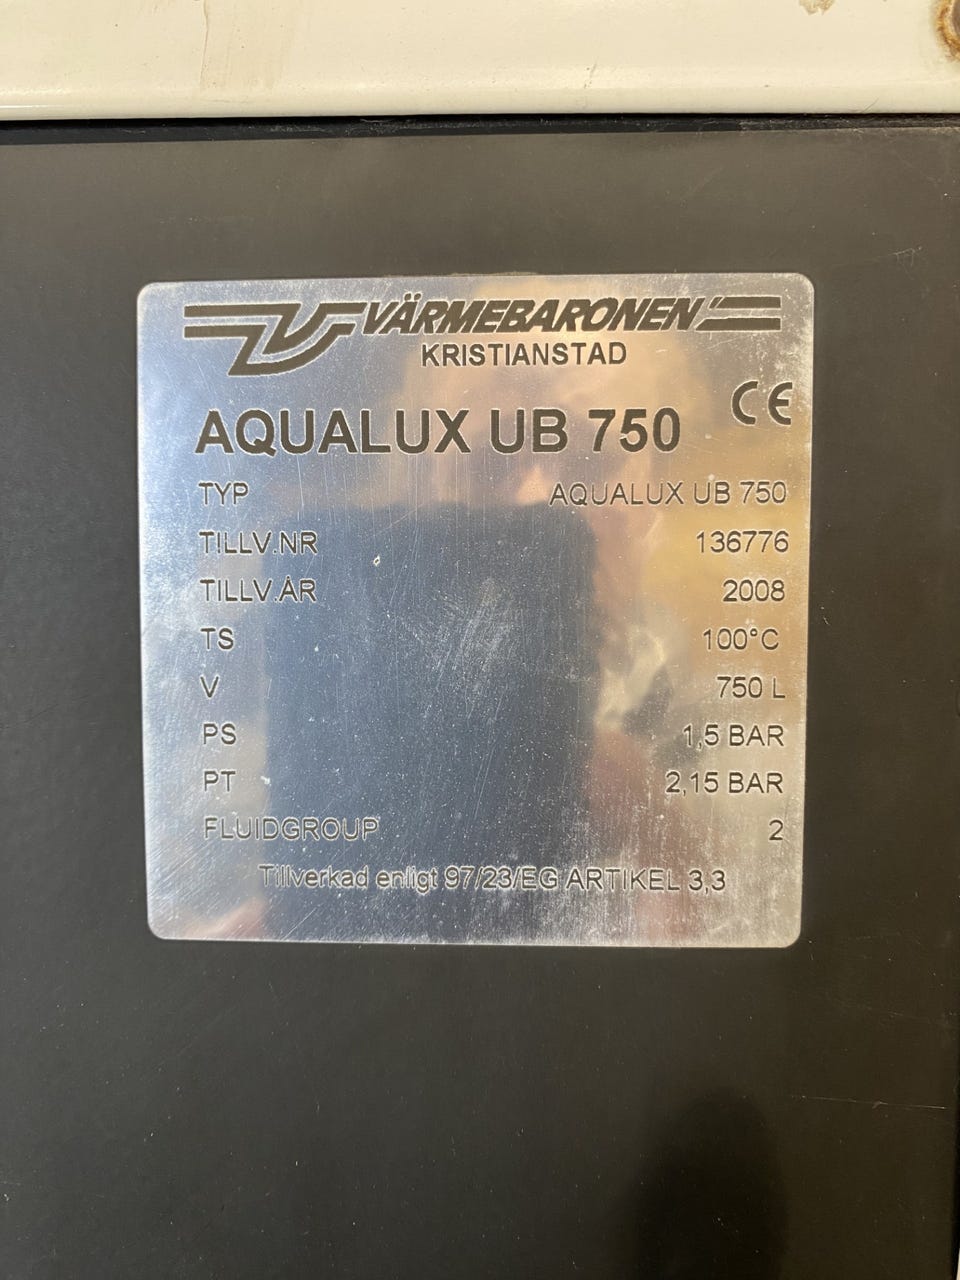 VÄRMEBARONEN
KRISTIANSTAD
CE
AQUALUX UB 750
TYP AQUALUX UB 750
TILLV.NR 136776
TILLV.ÅR 2008
TS 100°C
V 750 L
PS 1,5 BAR
PT 2,15 BAR
FLUIDGROUP 2
Tillverkad enligt 97/23/EG ARTIKEL 3,3